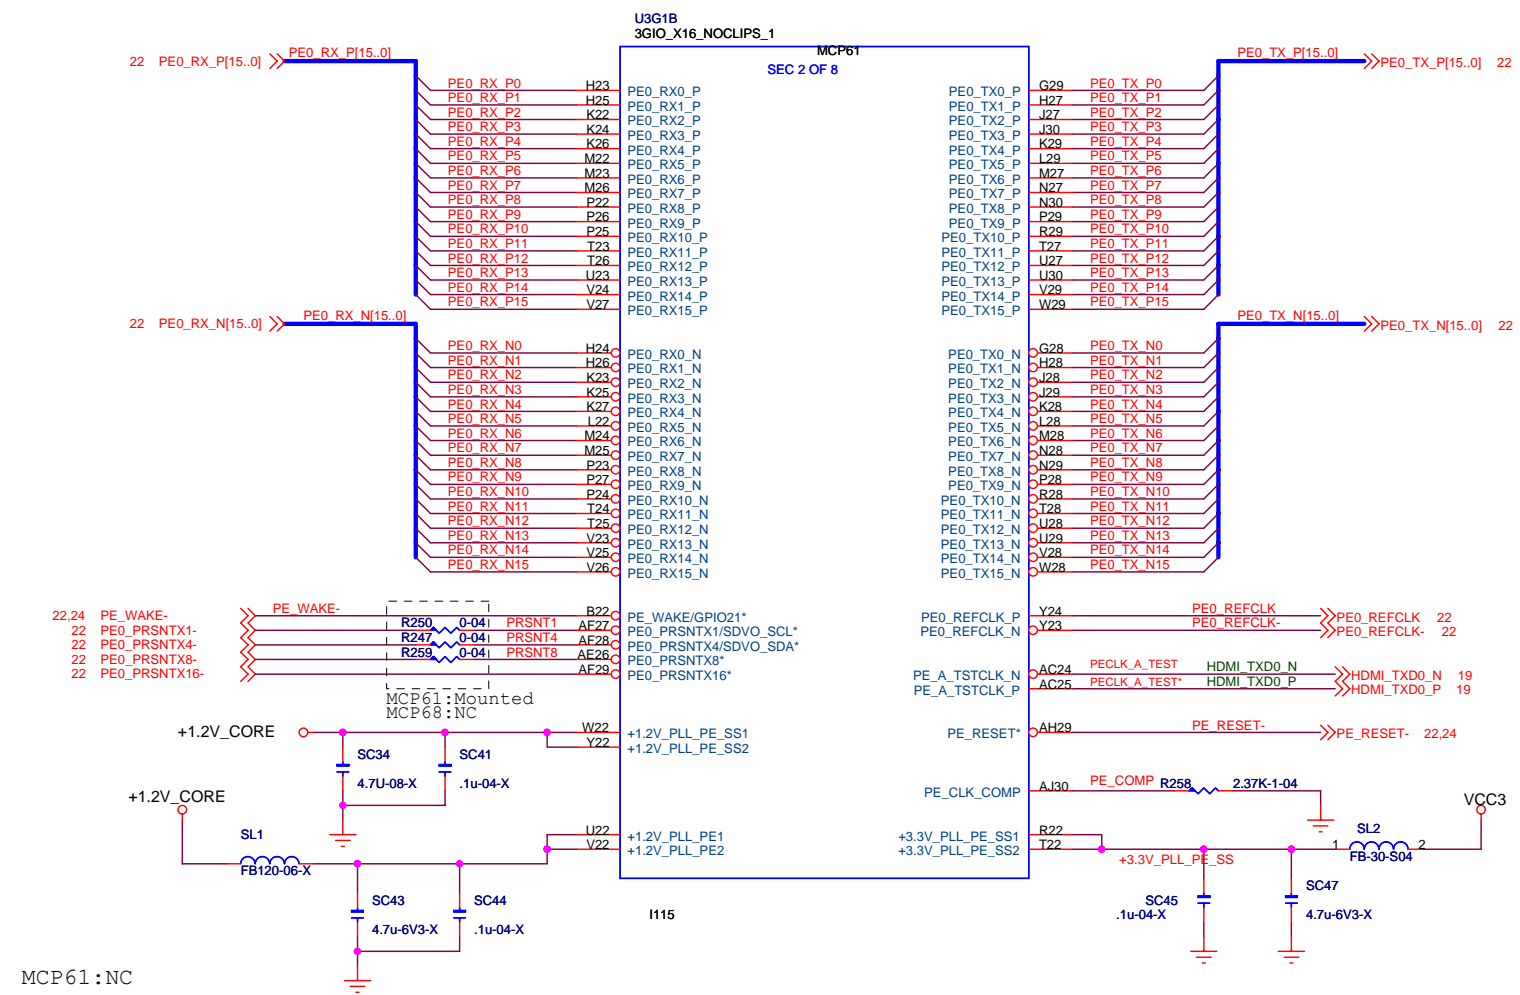 U3G1B
3GIO_X16_NOCLIPS_1
MCP61
SEC 2 OF 8
22 PE0_RX_P[15..0] PE0_RX_P[15..0]
PE0_TX_P[15..0] PE0_TX_P[15..0] 22
PE0_RX_P0 H23 PE0_RX0_P PE0_TX0_P G29 PE0_TX_P0
PE0_RX_P1 H25 PE0_RX1_P PE0_TX1_P H27 PE0_TX_P1
PE0_RX_P2 K22 PE0_RX2_P PE0_TX2_P J27 PE0_TX_P2
PE0_RX_P3 K24 PE0_RX3_P PE0_TX3_P J30 PE0_TX_P3
PE0_RX_P4 K26 PE0_RX4_P PE0_TX4_P K29 PE0_TX_P4
PE0_RX_P5 M22 PE0_RX5_P PE0_TX5_P L29 PE0_TX_P5
PE0_RX_P6 M23 PE0_RX6_P PE0_TX6_P M27 PE0_TX_P6
PE0_RX_P7 M26 PE0_RX7_P PE0_TX7_P N27 PE0_TX_P7
PE0_RX_P8 P22 PE0_RX8_P PE0_TX8_P N30 PE0_TX_P8
PE0_RX_P9 P26 PE0_RX9_P PE0_TX9_P P29 PE0_TX_P9
PE0_RX_P10 P25 PE0_RX10_P PE0_TX10_P R29 PE0_TX_P10
PE0_RX_P11 T23 PE0_RX11_P PE0_TX11_P T27 PE0_TX_P11
PE0_RX_P12 T26 PE0_RX12_P PE0_TX12_P U27 PE0_TX_P12
PE0_RX_P13 U23 PE0_RX13_P PE0_TX13_P U30 PE0_TX_P13
PE0_RX_P14 V24 PE0_RX14_P PE0_TX14_P V29 PE0_TX_P14
PE0_RX_P15 V27 PE0_RX15_P PE0_TX15_P W29 PE0_TX_P15
22 PE0_RX_N[15..0] PE0_RX_N[15..0]
PE0_TX_N[15..0] PE0_TX_N[15..0] 22
PE0_RX_N0 H24 PE0_RX0_N PE0_TX0_N G28 PE0_TX_N0
PE0_RX_N1 H26 PE0_RX1_N PE0_TX1_N H28 PE0_TX_N1
PE0_RX_N2 K23 PE0_RX2_N PE0_TX2_N J28 PE0_TX_N2
PE0_RX_N3 K25 PE0_RX3_N PE0_TX3_N J29 PE0_TX_N3
PE0_RX_N4 K27 PE0_RX4_N PE0_TX4_N K28 PE0_TX_N4
PE0_RX_N5 L22 PE0_RX5_N PE0_TX5_N L28 PE0_TX_N5
PE0_RX_N6 M24 PE0_RX6_N PE0_TX6_N M28 PE0_TX_N6
PE0_RX_N7 M25 PE0_RX7_N PE0_TX7_N N28 PE0_TX_N7
PE0_RX_N8 P23 PE0_RX8_N PE0_TX8_N N29 PE0_TX_N8
PE0_RX_N9 P27 PE0_RX9_N PE0_TX9_N P28 PE0_TX_N9
PE0_RX_N10 P24 PE0_RX10_N PE0_TX10_N R28 PE0_TX_N10
PE0_RX_N11 T24 PE0_RX11_N PE0_TX11_N T28 PE0_TX_N11
PE0_RX_N12 T25 PE0_RX12_N PE0_TX12_N U28 PE0_TX_N12
PE0_RX_N13 V23 PE0_RX13_N PE0_TX13_N U29 PE0_TX_N13
PE0_RX_N14 V25 PE0_RX14_N PE0_TX14_N V28 PE0_TX_N14
PE0_RX_N15 V26 PE0_RX15_N PE0_TX15_N W28 PE0_TX_N15
22,24 PE_WAKE- PE_WAKE- B22 PE_WAKE/GPIO21* PE0_REFCLK_P Y24 PE0_REFCLK PE0_REFCLK 22
22 PE0_PRSNTX1- R250 0-04 PRSNT1 AF27 PE0_PRSNTX1/SDVO_SCL* PE0_REFCLK_N Y23 PE0_REFCLK- PE0_REFCLK- 22
22 PE0_PRSNTX4- R247 0-04 PRSNT4 AF28 PE0_PRSNTX4/SDVO_SDA*
22 PE0_PRSNTX8- R259 0-04 PRSNT8 AE26 PE0_PRSNTX8*
22 PE0_PRSNTX16- AF29 PE0_PRSNTX16* PE_A_TSTCLK_N AC24 PECLK_A_TEST HDMI_TXD0_N HDMI_TXD0_N 19
PE_A_TSTCLK_P AC25 PECLK_A_TEST* HDMI_TXD0_P HDMI_TXD0_P 19
MCP61:Mounted
MCP68:NC
+1.2V_CORE W22 +1.2V_PLL_PE_SS1 PE_RESET* AH29 PE_RESET- PE_RESET- 22,24
Y22 +1.2V_PLL_PE_SS2
SC34 SC41
4.7U-08-X .1u-04-X
PE_CLK_COMP AJ30 PE_COMP R258 2.37K-1-04
+1.2V_CORE VCC3
SL1 U22 +1.2V_PLL_PE1 +3.3V_PLL_PE_SS1 R22 SL2
V22 +1.2V_PLL_PE2 +3.3V_PLL_PE_SS2 T22 1 2
FB120-06-X +3.3V_PLL_PE_SS FB-30-S04
SC43 SC44 SC45 SC47
4.7u-6V3-X .1u-04-X .1u-04-X 4.7u-6V3-X
I115
MCP61:NC